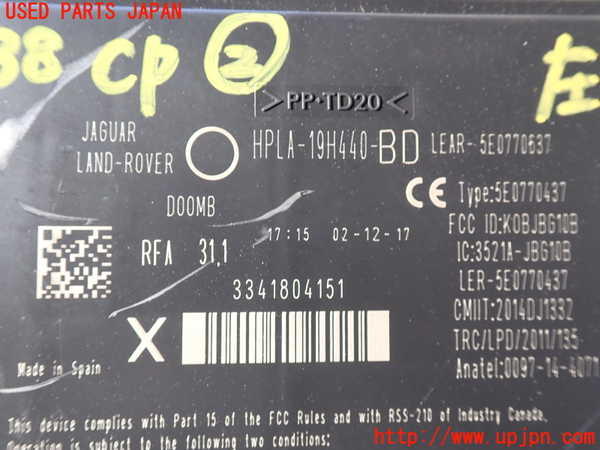 USED PARTS JAPAN
38 CP ②
左
>PP-TD20<
JAGUAR
LAND-ROVER
HPLA-19H440-BD
LEAR-5E0770637
CE
Type:5E0770437
D00MB
FCC ID:KOBJBG10B
RFA 31,1
17:15 02-12-17
IC:3521A-JBG10B
LER-5E0770437
3341804151
CMIIT:2014DJ1332
X
TRC/LPD/2011/135
Made in Spain
Anatel:0097-14-4071
This device complies with Part 15 of the FCC Rules and with RSS-210 of Industry Canada.
Operation is subject to the following two conditions:
http://www.upjpn.com